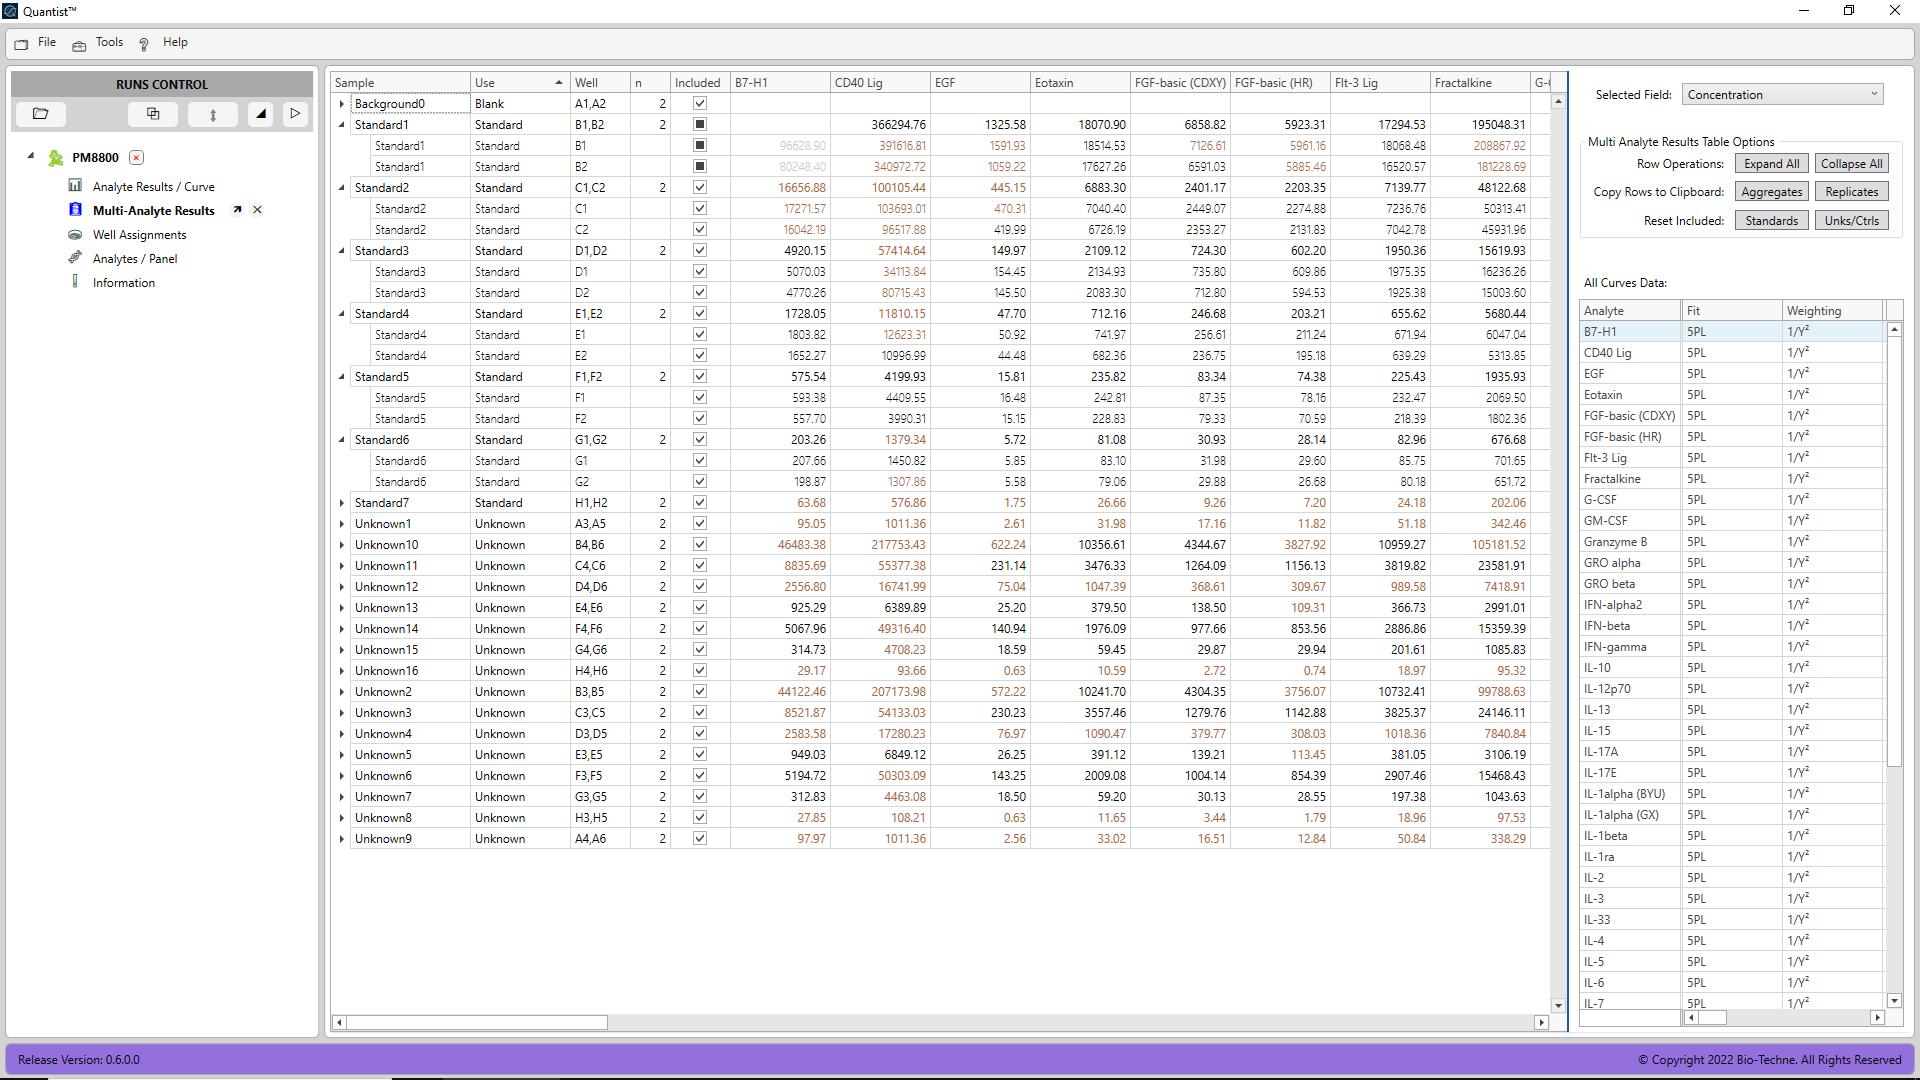 Quantist™
File Tools ? Help
RUNS CONTROL
PM8800
Analyte Results / Curve
Multi-Analyte Results
Well Assignments
Analytes / Panel
Information
Sample Use Well n Included B7-H1 CD40 Lig EGF Eotaxin FGF-basic (CDXY) FGF-basic (HR) Flt-3 Lig Fractalkine
Background0 Blank A1,A2 2
Standard1 Standard B1,B2 2 366294.76 1325.58 18070.90 6858.82 5923.31 17294.53 195048.31
Standard1 Standard B1 96628.90 391616.81 1591.93 18514.53 7126.61 5961.16 18068.48 208867.92
Standard1 Standard B2 80248.40 340972.72 1059.22 17627.26 6591.03 5885.46 16520.57 181228.69
Standard2 Standard C1,C2 2 16656.88 100105.44 445.15 6883.30 2401.17 2203.35 7139.77 48122.68
Standard2 Standard C1 17271.57 103693.01 470.31 7040.40 2449.07 2274.88 7236.76 50313.41
Standard2 Standard C2 16042.19 96517.88 419.99 6726.19 2353.27 2131.83 7042.78 45931.96
Standard3 Standard D1,D2 2 4920.15 57414.64 149.97 2109.12 724.30 602.20 1950.36 15619.93
Standard3 Standard D1 5070.03 34113.84 154.45 2134.93 735.80 609.86 1975.35 16236.26
Standard3 Standard D2 4770.26 80715.43 145.50 2083.30 712.80 594.53 1925.38 15003.60
Standard4 Standard E1,E2 2 1728.05 11810.15 47.70 712.16 246.68 203.21 655.62 5680.44
Standard4 Standard E1 1803.82 12623.31 50.92 741.97 256.61 211.24 671.94 6047.04
Standard4 Standard E2 1652.27 10996.99 44.48 682.36 236.75 195.18 639.29 5313.85
Standard5 Standard F1,F2 2 575.54 4199.93 15.81 235.82 83.34 74.38 225.43 1935.93
Standard5 Standard F1 593.38 4409.55 16.48 242.81 87.35 78.16 232.47 2069.50
Standard5 Standard F2 557.70 3990.31 15.15 228.83 79.33 70.59 218.39 1802.36
Standard6 Standard G1,G2 2 203.26 1379.34 5.72 81.08 30.93 28.14 82.96 676.68
Standard6 Standard G1 207.66 1450.82 5.85 83.10 31.98 29.60 85.75 701.65
Standard6 Standard G2 198.87 1307.86 5.58 79.06 29.88 26.68 80.18 651.72
Standard7 Standard H1,H2 2 63.68 576.86 1.75 26.66 9.26 7.20 24.18 202.06
Unknown1 Unknown A3,A5 2 95.05 1011.36 2.61 31.98 17.16 11.82 51.18 342.46
Unknown10 Unknown B4,B6 2 46483.38 217753.43 622.24 10356.61 4344.67 3827.92 10959.27 105181.52
Unknown11 Unknown C4,C6 2 8835.69 55377.38 231.14 3476.33 1264.09 1156.13 3819.82 23581.91
Unknown12 Unknown D4,D6 2 2556.80 16741.99 75.04 1047.39 368.61 309.67 989.58 7418.91
Unknown13 Unknown E4,E6 2 925.29 6389.89 25.20 379.50 138.50 109.31 366.73 2991.01
Unknown14 Unknown F4,F6 2 5067.96 49316.40 140.94 1976.09 977.66 853.56 2886.86 15359.39
Unknown15 Unknown G4,G6 2 314.73 4708.23 18.59 59.45 29.87 29.94 201.61 1085.83
Unknown16 Unknown H4,H6 2 29.17 93.66 0.63 10.59 2.72 0.74 18.97 95.32
Unknown2 Unknown B3,B5 2 44122.46 207173.98 572.22 10241.70 4304.35 3756.07 10732.41 99788.63
Unknown3 Unknown C3,C5 2 8521.87 54133.03 230.23 3557.46 1279.76 1142.88 3825.37 24146.11
Unknown4 Unknown D3,D5 2 2583.58 17280.23 76.97 1090.47 379.77 308.03 1018.36 7840.84
Unknown5 Unknown E3,E5 2 949.03 6849.12 26.25 391.12 139.21 113.45 381.05 3106.19
Unknown6 Unknown F3,F5 2 5194.72 50303.09 143.25 2009.08 1004.14 854.39 2907.46 15468.43
Unknown7 Unknown G3,G5 2 312.83 4463.08 18.50 59.20 30.13 28.55 197.38 1043.63
Unknown8 Unknown H3,H5 2 27.85 108.21 0.63 11.65 3.44 1.79 18.96 97.53
Unknown9 Unknown A4,A6 2 97.97 1011.36 2.56 33.02 16.51 12.84 50.84 338.29
Selected Field: Concentration
Multi Analyte Results Table Options
Row Operations: Expand All Collapse All
Copy Rows to Clipboard: Aggregates Replicates
Reset Included: Standards Unks/Ctrls
All Curves Data:
Analyte Fit Weighting
B7-H1 5PL 1/Y²
CD40 Lig 5PL 1/Y²
EGF 5PL 1/Y²
Eotaxin 5PL 1/Y²
FGF-basic (CDXY) 5PL 1/Y²
FGF-basic (HR) 5PL 1/Y²
Flt-3 Lig 5PL 1/Y²
Fractalkine 5PL 1/Y²
G-CSF 5PL 1/Y²
GM-CSF 5PL 1/Y²
Granzyme B 5PL 1/Y²
GRO alpha 5PL 1/Y²
GRO beta 5PL 1/Y²
IFN-alpha2 5PL 1/Y²
IFN-beta 5PL 1/Y²
IFN-gamma 5PL 1/Y²
IL-10 5PL 1/Y²
IL-12p70 5PL 1/Y²
IL-13 5PL 1/Y²
IL-15 5PL 1/Y²
IL-17A 5PL 1/Y²
IL-17E 5PL 1/Y²
IL-1alpha (BYU) 5PL 1/Y²
IL-1alpha (GX) 5PL 1/Y²
IL-1beta 5PL 1/Y²
IL-1ra 5PL 1/Y²
IL-2 5PL 1/Y²
IL-3 5PL 1/Y²
IL-33 5PL 1/Y²
IL-4 5PL 1/Y²
IL-5 5PL 1/Y²
IL-6 5PL 1/Y²
IL-7 5PL 1/Y²
Release Version: 0.6.0.0
© Copyright 2022 Bio-Techne. All Rights Reserved